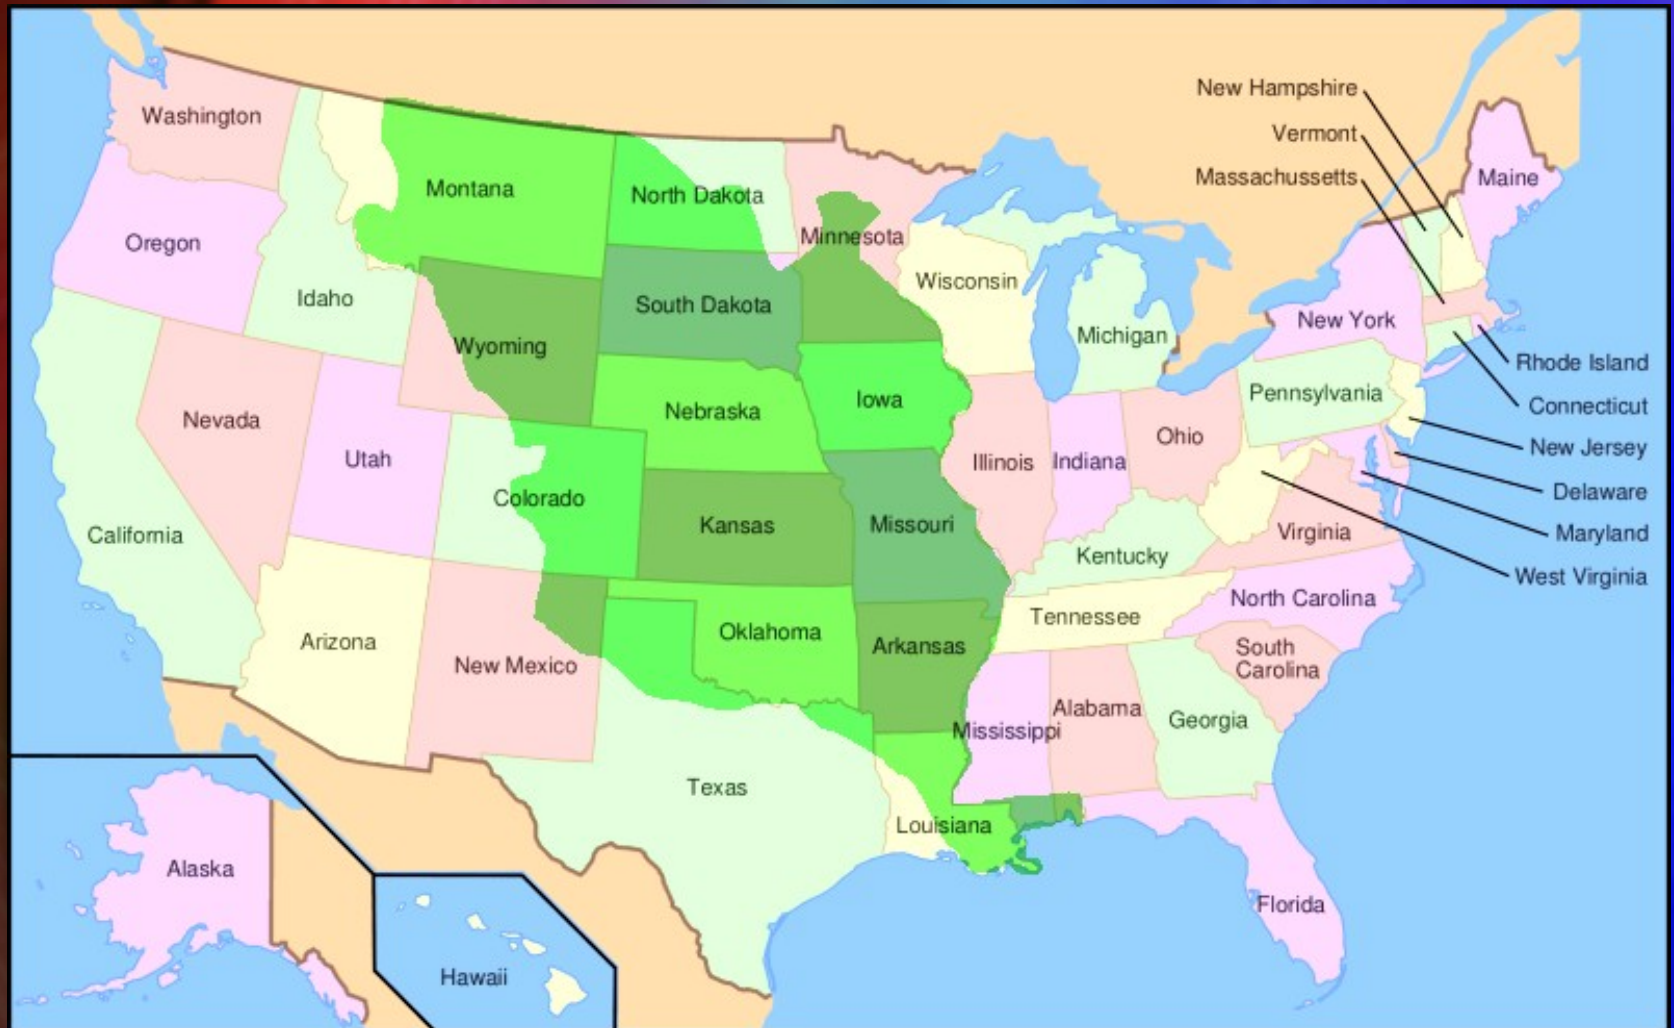 New Hampshire
Washington
Vermont
Massachussetts
Maine
Montana
North Dakota
Oregon
Minnesota
Wisconsin
Idaho
South Dakota
New York
Michigan
Wyoming
Rhode Island
Pennsylvania
Iowa
Nebraska
Connecticut
Nevada
Ohio
New Jersey
Utah
Illinois
Indiana
Colorado
Delaware
Kansas
Missouri
California
Virginia
Maryland
Kentucky
West Virginia
North Carolina
Tennessee
Oklahoma
Arizona
Arkansas
South
Carolina
New Mexico
Alabama
Georgia
Mississippi
Texas
Louisiana
Alaska
Florida
Hawaii